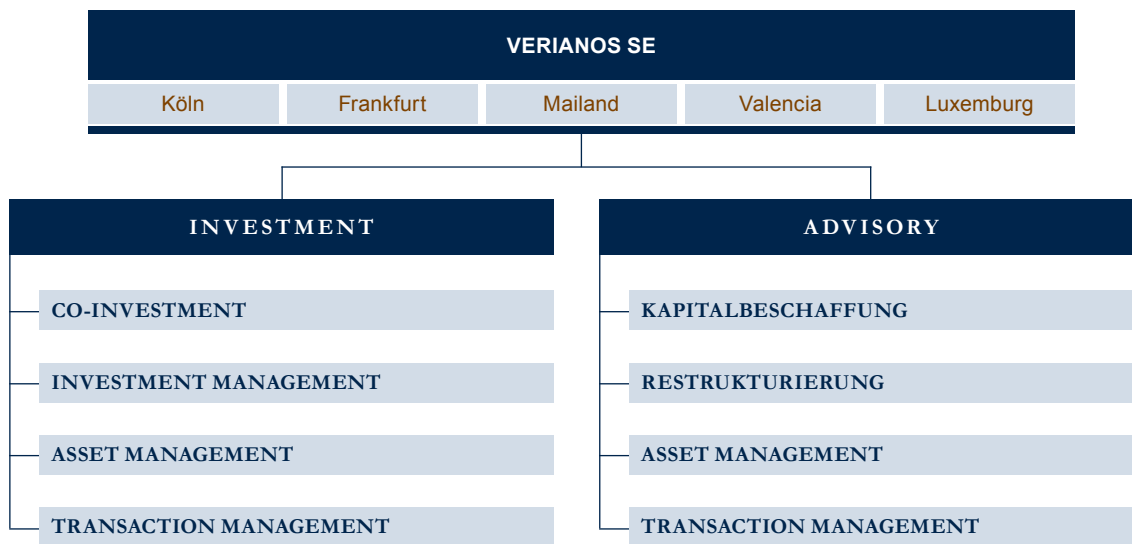 VERIANOS SE
Köln Frankfurt Mailand Valencia Luxemburg
INVESTMENT
CO-INVESTMENT
INVESTMENT MANAGEMENT
ASSET MANAGEMENT
TRANSACTION MANAGEMENT
ADVISORY
KAPITALBESCHAFFUNG
RESTRUKTURIERUNG
ASSET MANAGEMENT
TRANSACTION MANAGEMENT